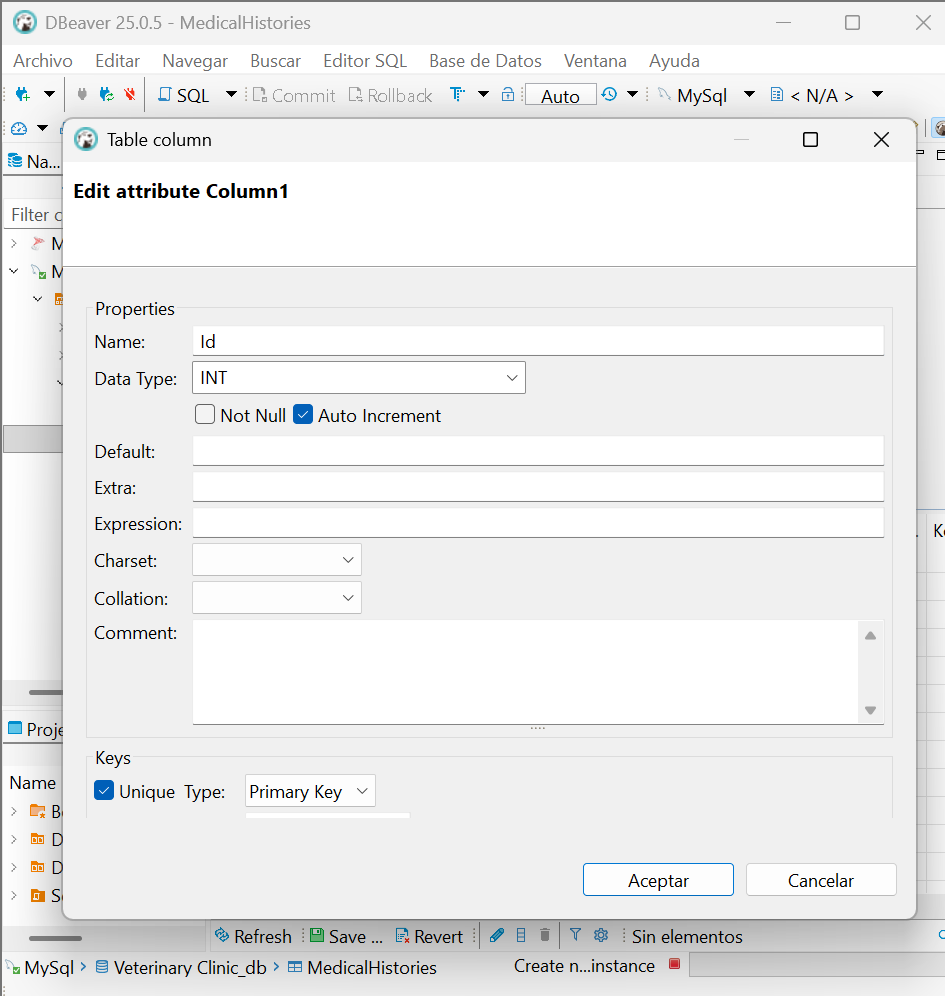 DBeaver 25.0.5 - MedicalHistories
Archivo Editar Navegar Buscar Editor SQL Base de Datos Ventana Ayuda
SQL Commit Rollback Auto MySql < N/A >
Table column
Na...
Edit attribute Column1
Filter
Properties
Name: Id
Data Type: INT
Not Null Auto Increment
Default:
Extra:
Expression:
Charset:
Collation:
Comment:
Proje
Keys
Name
Unique Type: Primary Key
Aceptar Cancelar
Refresh Save ... Revert Sin elementos
MySql Veterinary Clinic_db MedicalHistories Create n...instance